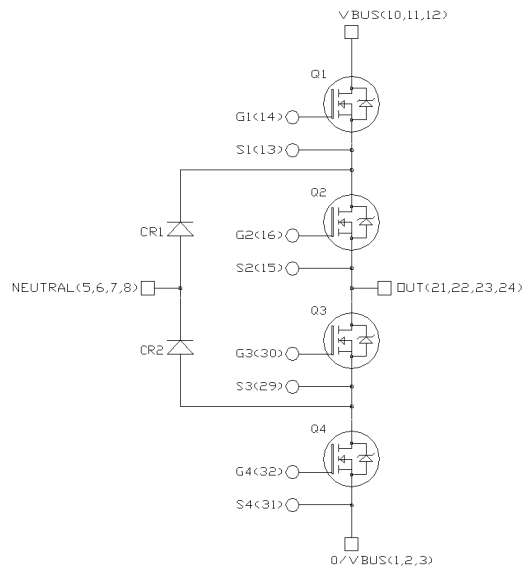 VBUS(10,11,12)
Q1
G1(14)
S1(13)
Q2
CR1
G2(16)
S2(15)
NEUTRAL(5,6,7,8)
OUT(21,22,23,24)
Q3
CR2
G3(30)
S3(29)
Q4
G4(32)
S4(31)
0/VBUS(1,2,3)